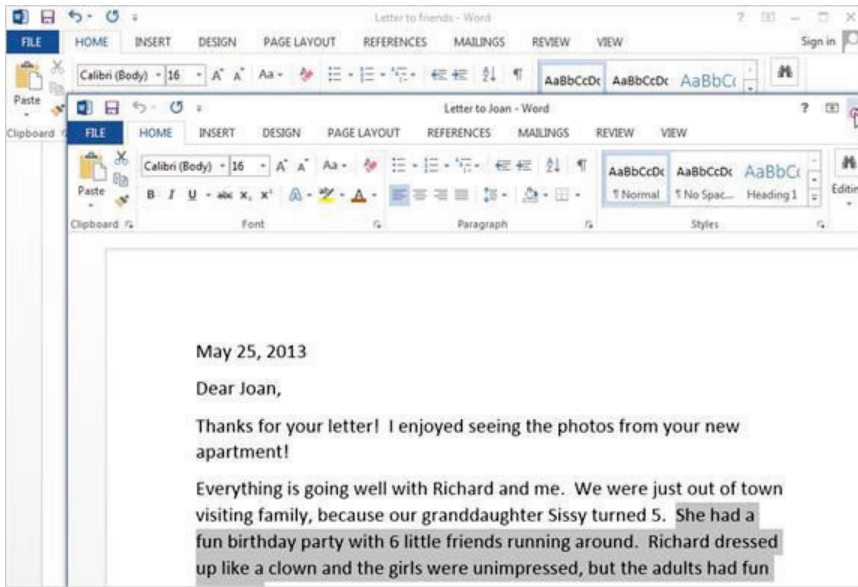 Letter to friends - Word
FILE HOME INSERT DESIGN PAGE LAYOUT REFERENCES MAILINGS REVIEW VIEW Sign in
Calibri (Body) 16 A A Aa AaBbCcDc AaBbCcDc AaBbCc
Paste
Clipboard
Letter to Joan - Word
FILE HOME INSERT DESIGN PAGE LAYOUT REFERENCES MAILINGS REVIEW VIEW
Calibri (Body) 16 A A Aa AaBbCcDc AaBbCcDc AaBbCc
Paste B I U abc X₂ X² A A ¶ Normal ¶ No Spac... Heading 1 Editin
Clipboard Font Paragraph Styles
May 25, 2013
Dear Joan,
Thanks for your letter! I enjoyed seeing the photos from your new
apartment!
Everything is going well with Richard and me. We were just out of town
visiting family, because our granddaughter Sissy turned 5. She had a
fun birthday party with 6 little friends running around. Richard dressed
up like a clown and the girls were unimpressed, but the adults had fun